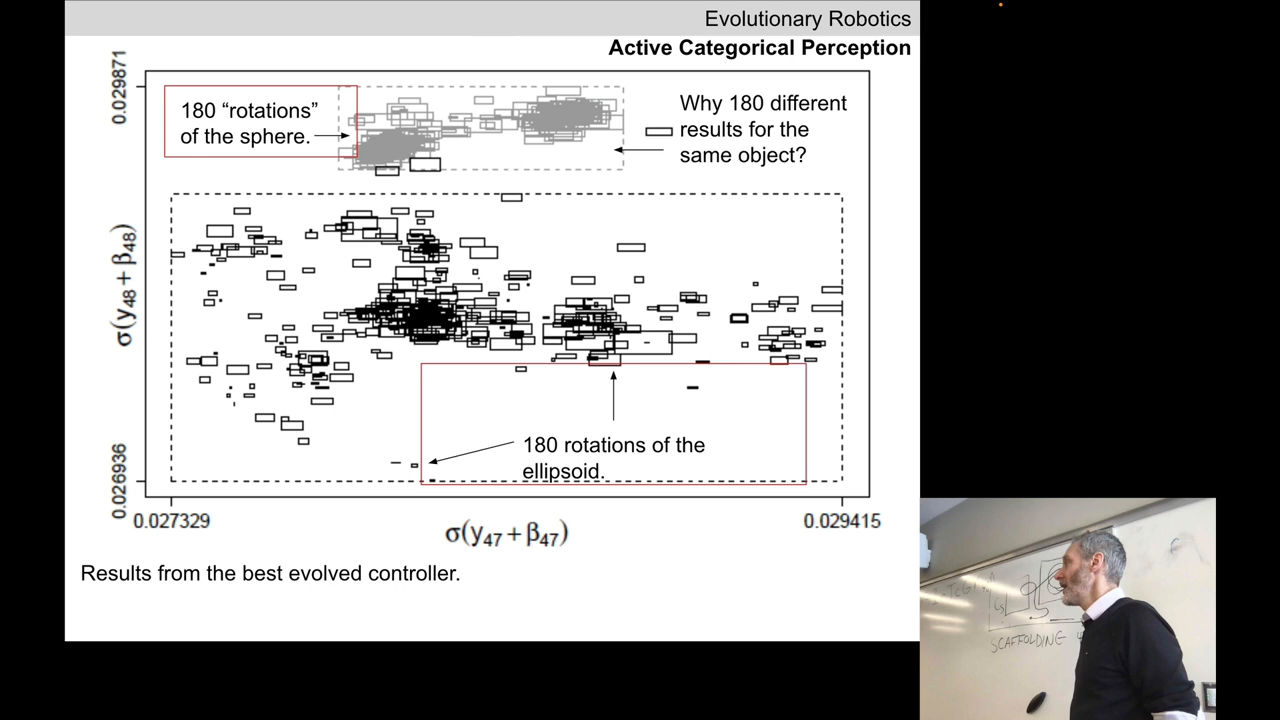 Evolutionary Robotics
Active Categorical Perception
0.029871
180 “rotations”
of the sphere.
Why 180 different
results for the
same object?
σ(y48 + β48)
180 rotations of the
ellipsoid.
0.026936
0.027329
0.029415
σ(y47 + β47)
Results from the best evolved controller.
SCAFFOLDING